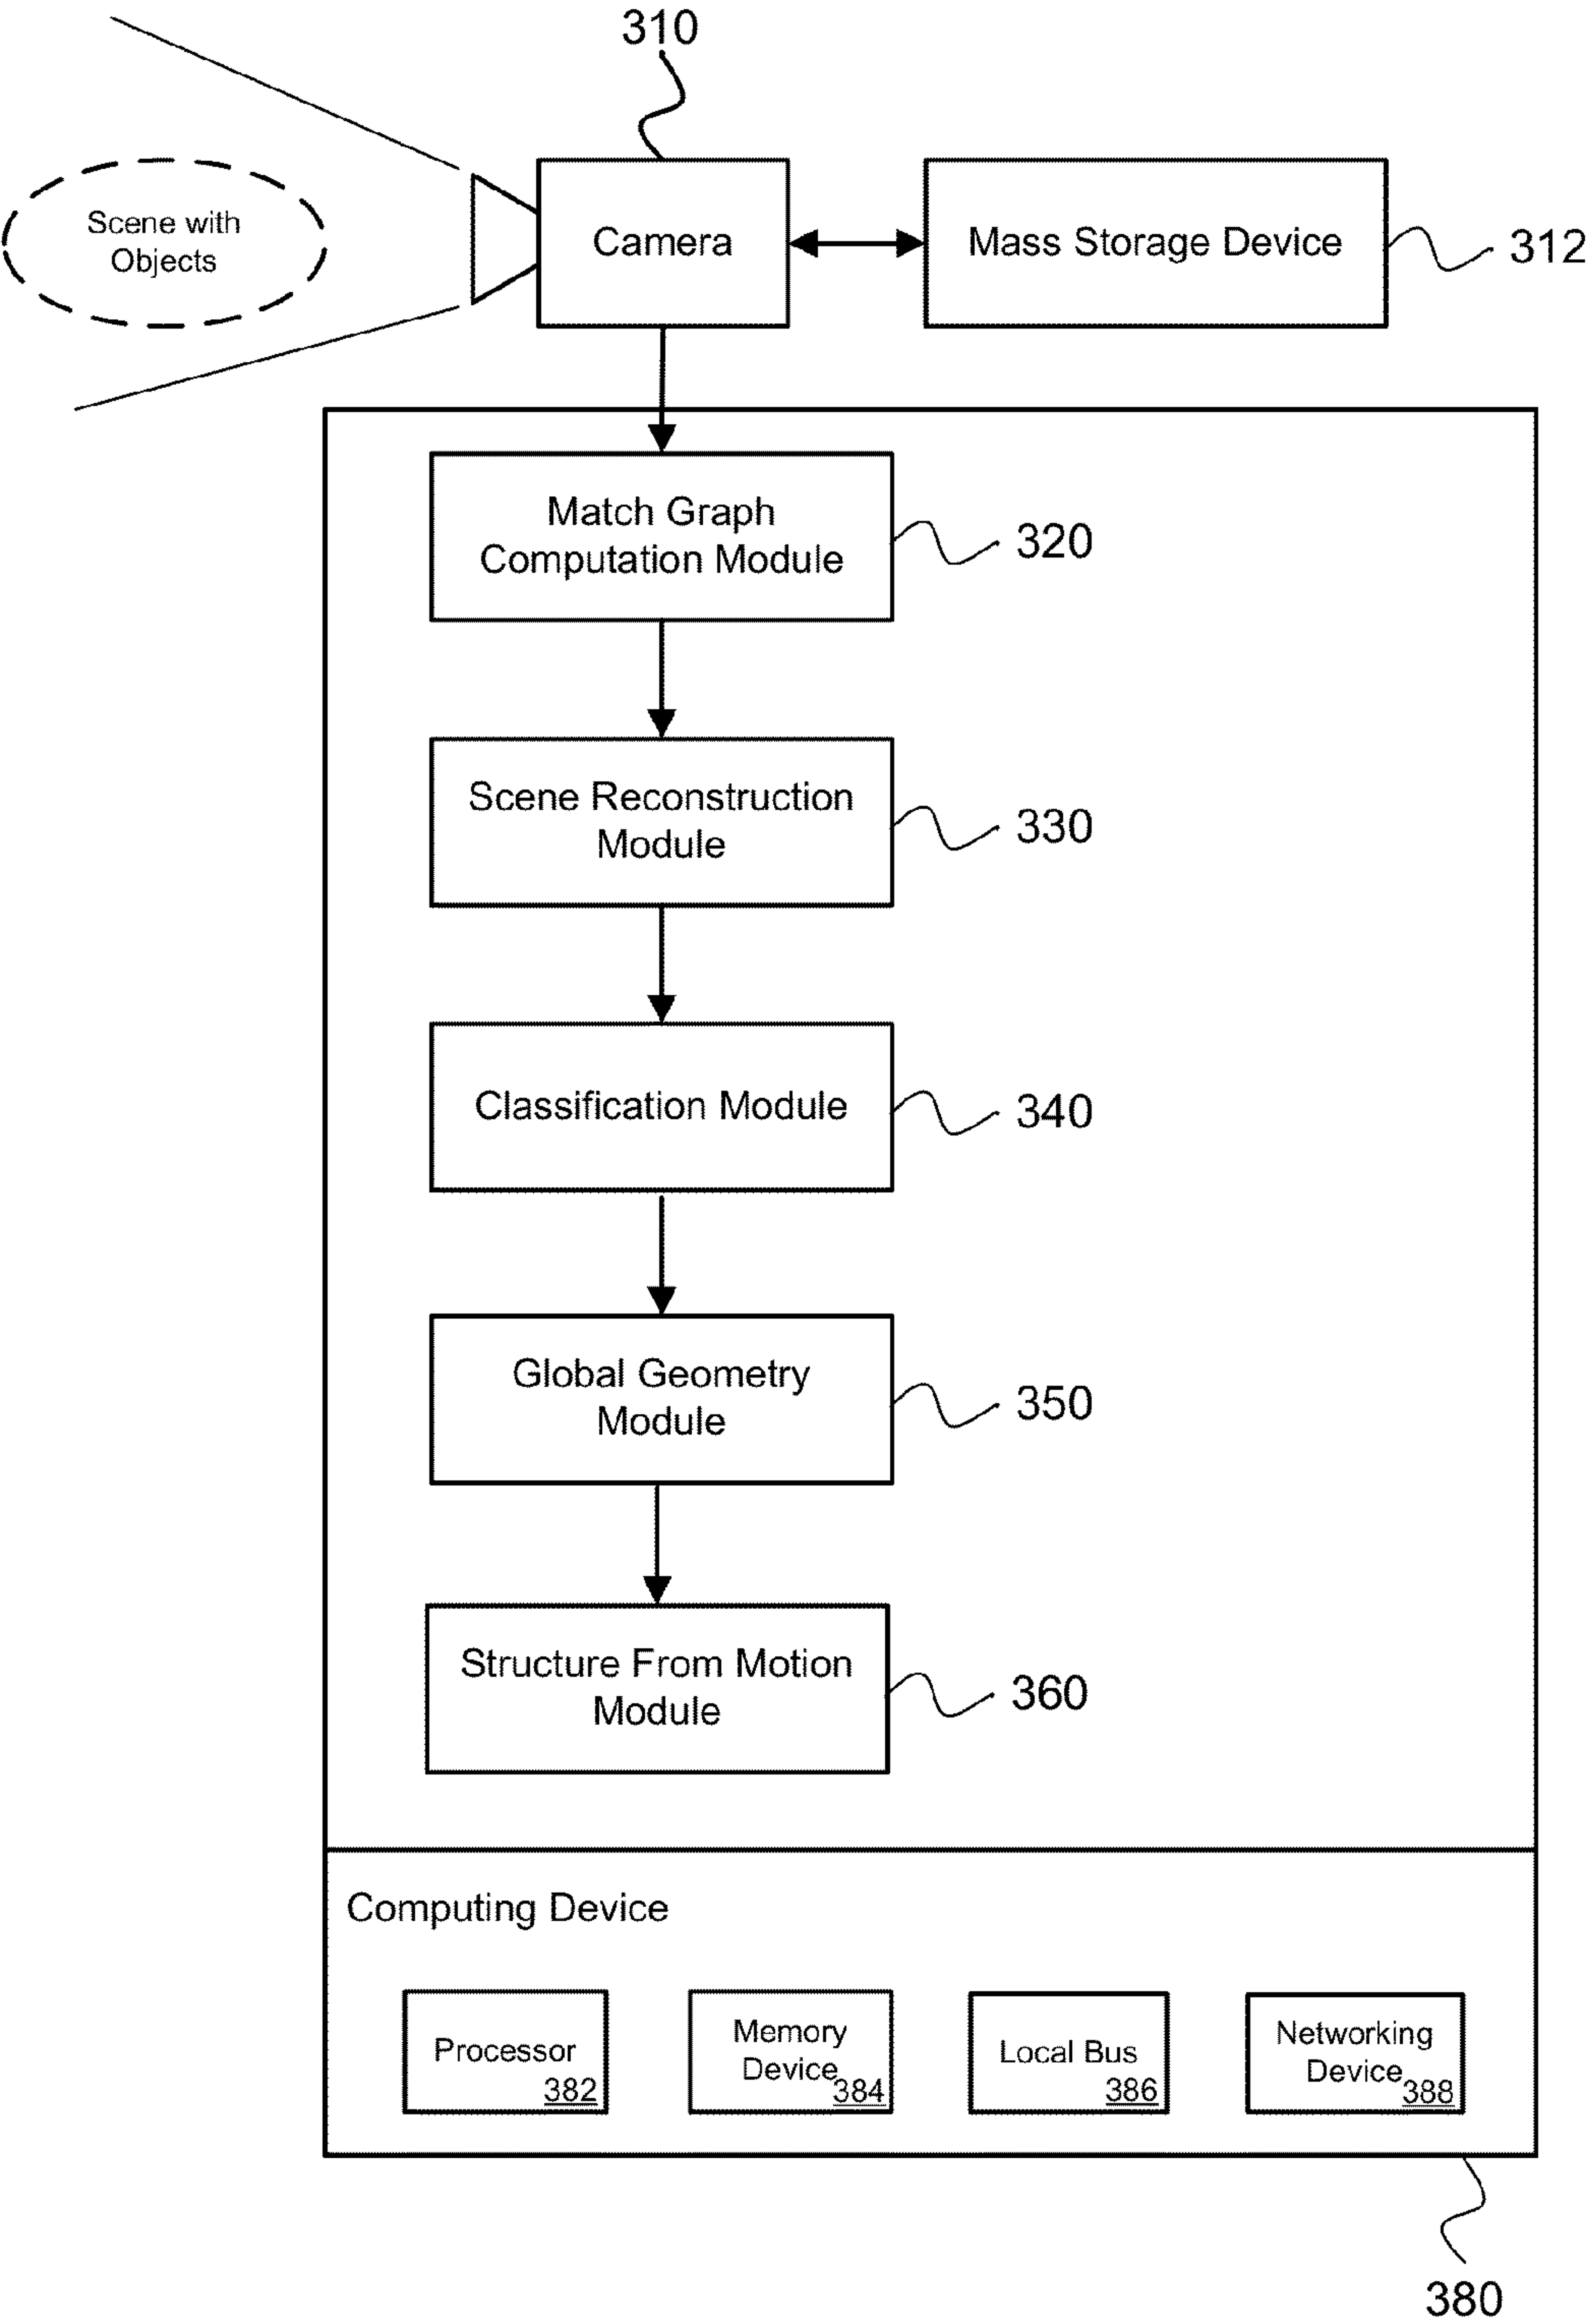 310
Scene with
Objects
Camera
Mass Storage Device
312
Match Graph
Computation Module
320
Scene Reconstruction
Module
330
Classification Module
340
Global Geometry
Module
350
Structure From Motion
Module
360
Computing Device
Processor
382
Memory
Device
384
Local Bus
386
Networking
Device
388
380